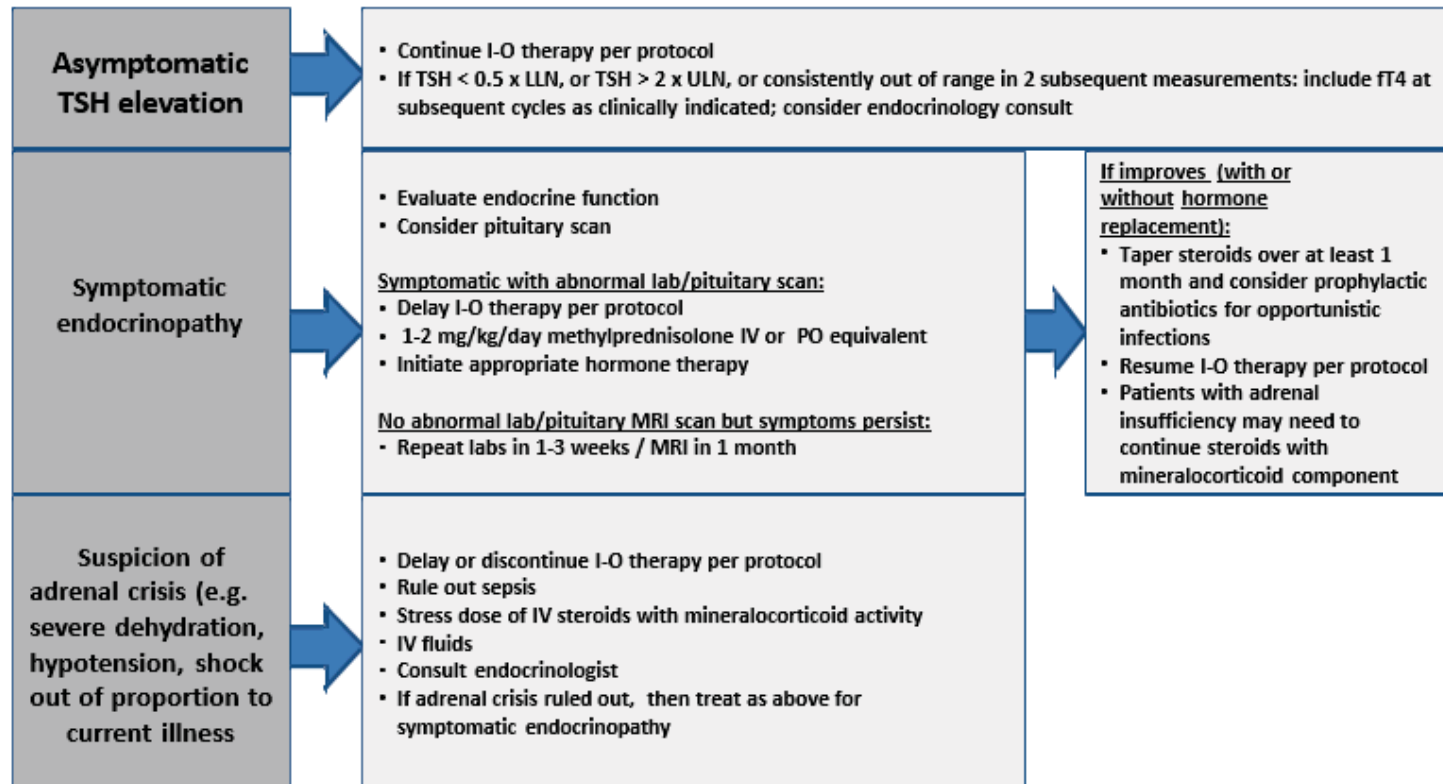 Asymptomatic
TSH elevation
▪ Continue I-O therapy per protocol
▪ If TSH < 0.5 x LLN, or TSH > 2 x ULN, or consistently out of range in 2 subsequent measurements: include fT4 at
subsequent cycles as clinically indicated; consider endocrinology consult
Symptomatic
endocrinopathy
▪ Evaluate endocrine function
▪ Consider pituitary scan
Symptomatic with abnormal lab/pituitary scan:
▪ Delay I-O therapy per protocol
▪ 1-2 mg/kg/day methylprednisolone IV or PO equivalent
▪ Initiate appropriate hormone therapy
No abnormal lab/pituitary MRI scan but symptoms persist:
▪ Repeat labs in 1-3 weeks / MRI in 1 month
If improves (with or
without hormone
replacement):
▪ Taper steroids over at least 1
month and consider prophylactic
antibiotics for opportunistic
infections
▪ Resume I-O therapy per protocol
▪ Patients with adrenal
insufficiency may need to
continue steroids with
mineralocorticoid component
Suspicion of
adrenal crisis (e.g.
severe dehydration,
hypotension, shock
out of proportion to
current illness
▪ Delay or discontinue I-O therapy per protocol
▪ Rule out sepsis
▪ Stress dose of IV steroids with mineralocorticoid activity
▪ IV fluids
▪ Consult endocrinologist
▪ If adrenal crisis ruled out, then treat as above for
symptomatic endocrinopathy